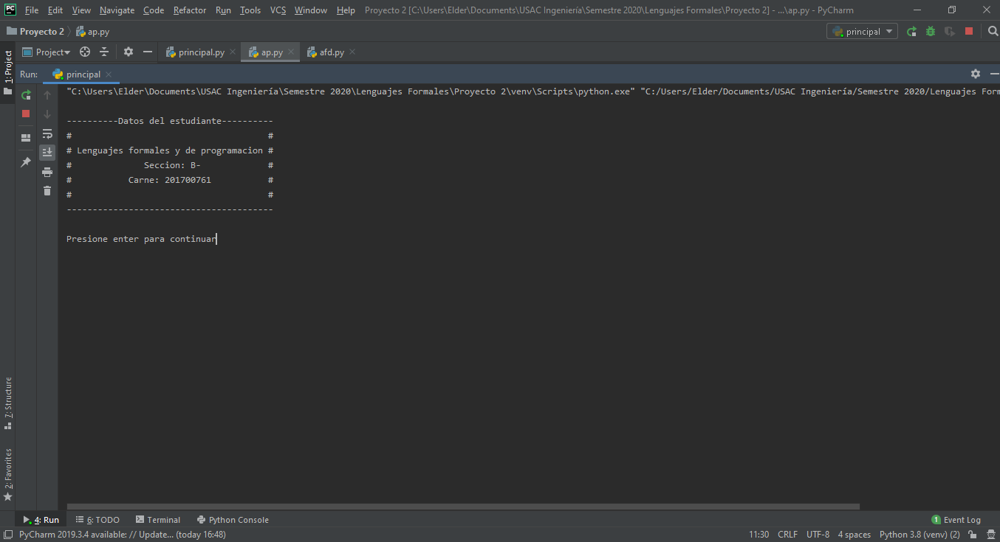 PC File Edit View Navigate Code Refactor Run Tools VCS Window Help Proyecto 2 [C:\Users\Elder\Documents\USAC Ingeniería\Semestre 2020\Lenguajes Formales\Proyecto 2] - ...\ap.py - PyCharm
Proyecto 2 ap.py principal
1: Project
Project principal.py ap.py afd.py
Run: principal
"C:\Users\Elder\Documents\USAC Ingeniería\Semestre 2020\Lenguajes Formales\Proyecto 2\venv\Scripts\python.exe" "C:/Users/Elder/Documents/USAC Ingeniería/Semestre 2020/Lenguajes Form
----------Datos del estudiante----------
#                                      #
# Lenguajes formales y de programacion #
#              Seccion: B-             #
#           Carne: 201700761           #
#                                      #
----------------------------------------
Presione enter para continuar
7: Structure
2: Favorites
4: Run 6: TODO Terminal Python Console 1 Event Log
PyCharm 2019.3.4 available: // Update... (today 16:48) 11:30 CRLF UTF-8 4 spaces Python 3.8 (venv) (2)